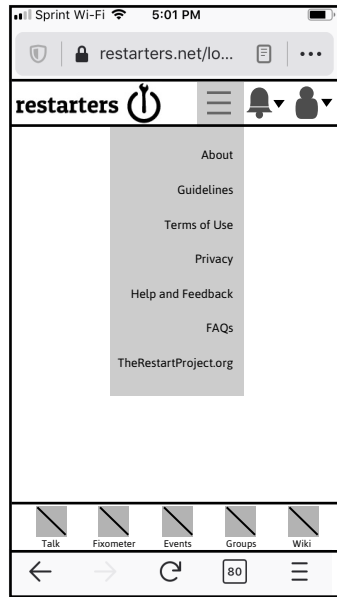 Sprint Wi-Fi 5:01 PM
restarters.net/lo...
restarters
About
Guidelines
Terms of Use
Privacy
Help and Feedback
FAQs
TheRestartProject.org
Talk Fixometer Events Groups Wiki
80